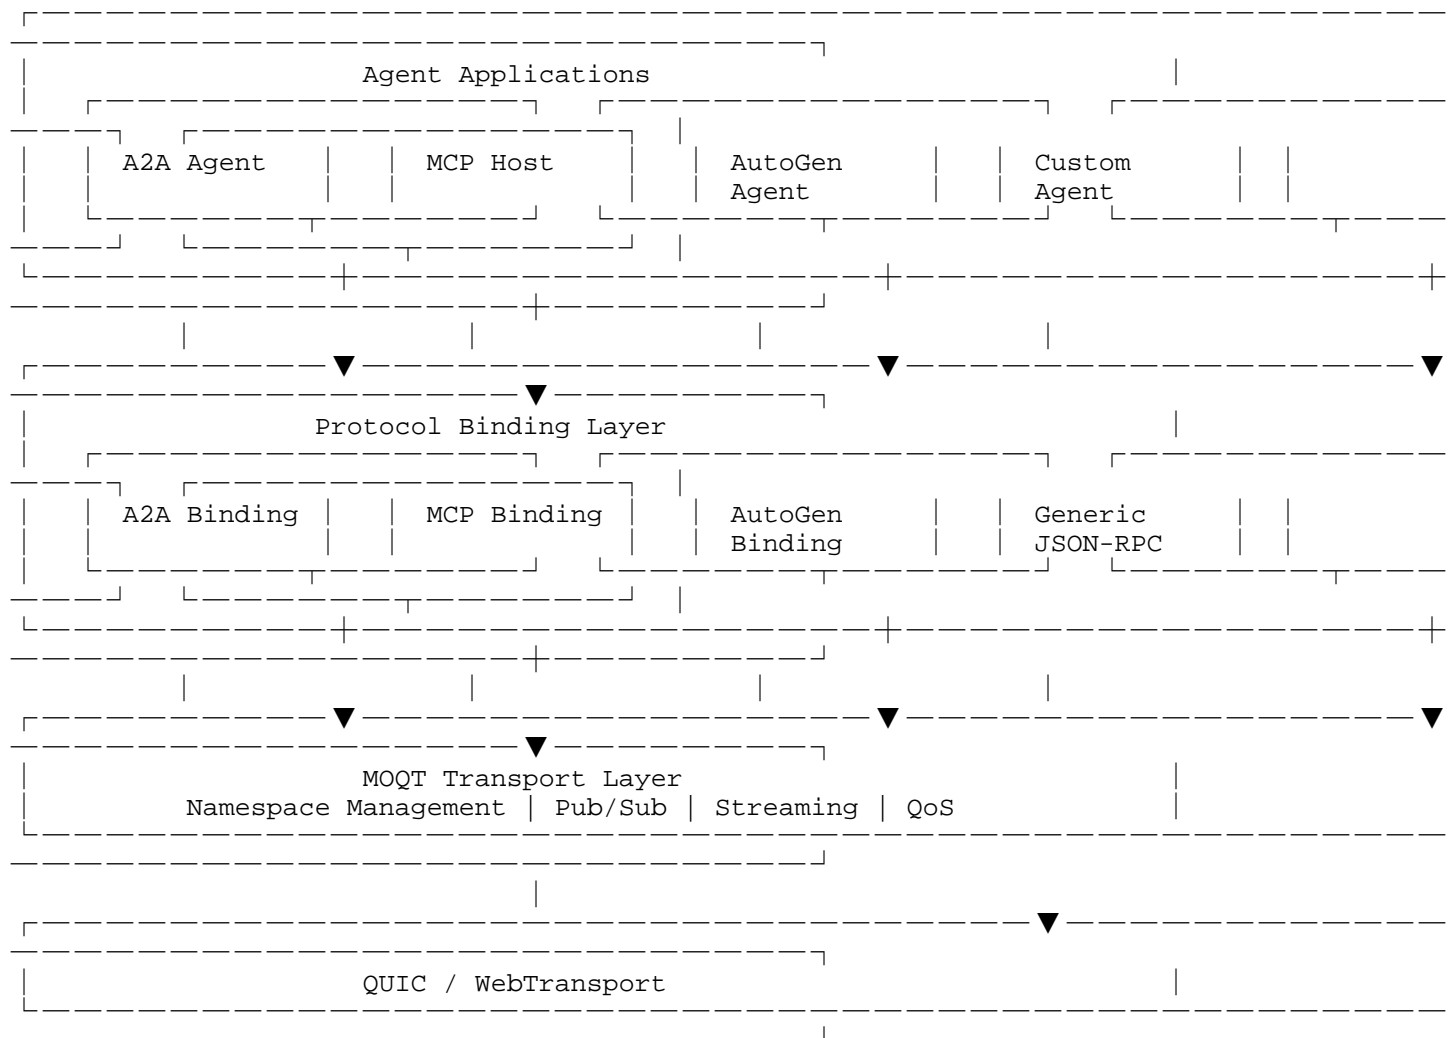 Agent Applications
A2A Agent MCP Host AutoGen Custom
Agent Agent
Protocol Binding Layer
A2A Binding MCP Binding AutoGen Generic
Binding JSON-RPC
MOQT Transport Layer
Namespace Management | Pub/Sub | Streaming | QoS
QUIC / WebTransport